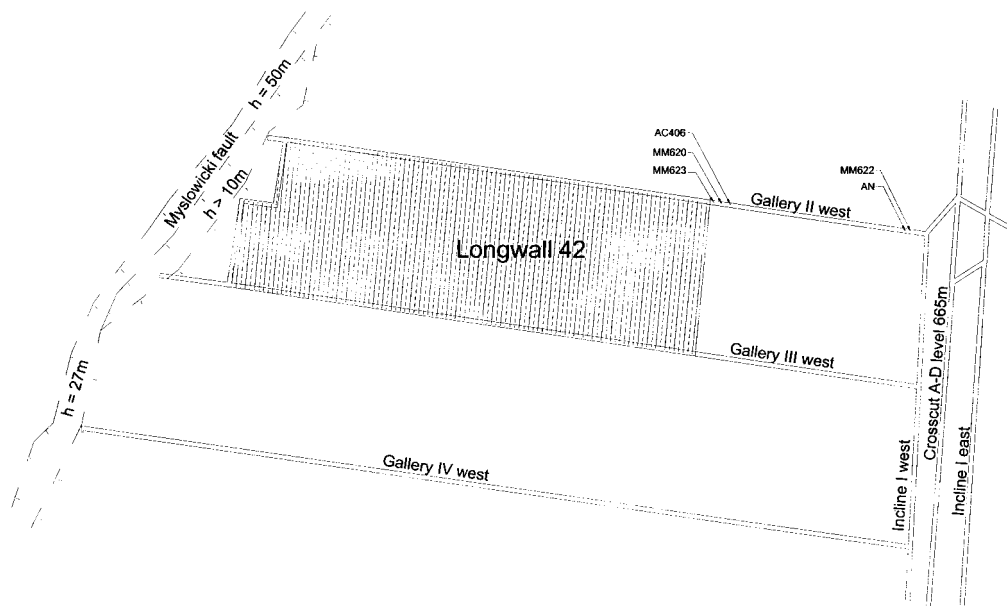 h = 50m
Myslowicki fault
h > 10m
h = 27m
AC406
MM620
MM623
MM622
AN
Gallery II west
Longwall 42
Gallery III west
Gallery IV west
Incline I west
Crosscut A-D level 665m
Incline I east